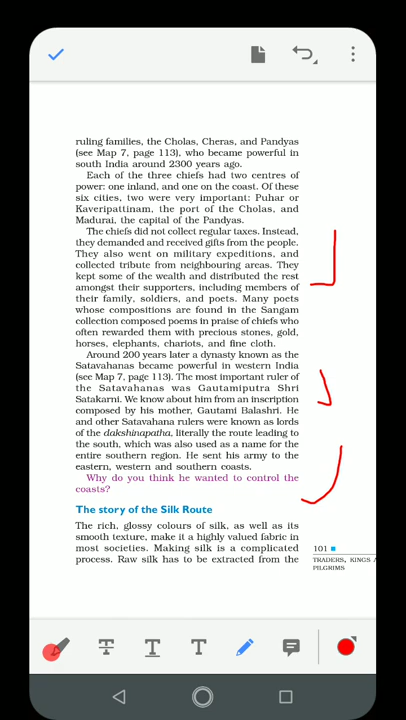 ruling families, the Cholas, Cheras, and Pandyas
(see Map 7, page 113), who became powerful in
south India around 2300 years ago.
Each of the three chiefs had two centres of
power: one inland, and one on the coast. Of these
six cities, two were very important: Puhar or
Kaveripattinam, the port of the Cholas, and
Madurai, the capital of the Pandyas.
The chiefs did not collect regular taxes. Instead,
they demanded and received gifts from the people.
They also went on military expeditions, and
collected tribute from neighbouring areas. They
kept some of the wealth and distributed the rest
amongst their supporters, including members of
their family, soldiers, and poets. Many poets
whose compositions are found in the Sangam
collection composed poems in praise of chiefs who
often rewarded them with precious stones, gold,
horses, elephants, chariots, and fine cloth.
Around 200 years later a dynasty known as the
Satavahanas became powerful in western India
(see Map 7, page 113). The most important ruler of
the Satavahanas was Gautamiputra Shri
Satakarni. We know about him from an inscription
composed by his mother, Gautami Balashri. He
and other Satavahana rulers were known as lords
of the dakshinapatha, literally the route leading to
the south, which was also used as a name for the
entire southern region. He sent his army to the
eastern, western and southern coasts.
Why do you think he wanted to control the
coasts?
The story of the Silk Route
The rich, glossy colours of silk, as well as its
smooth texture, make it a highly valued fabric in
most societies. Making silk is a complicated
process. Raw silk has to be extracted from the
101
TRADERS, KINGS A
PILGRIMS
T T T